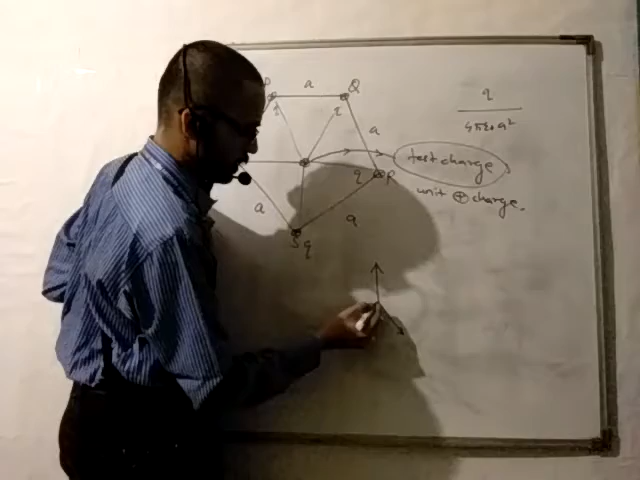 P a Q
q q
a
a q R
a
S q
q
4πε₀a²
test charge
unit ⊕ charge.